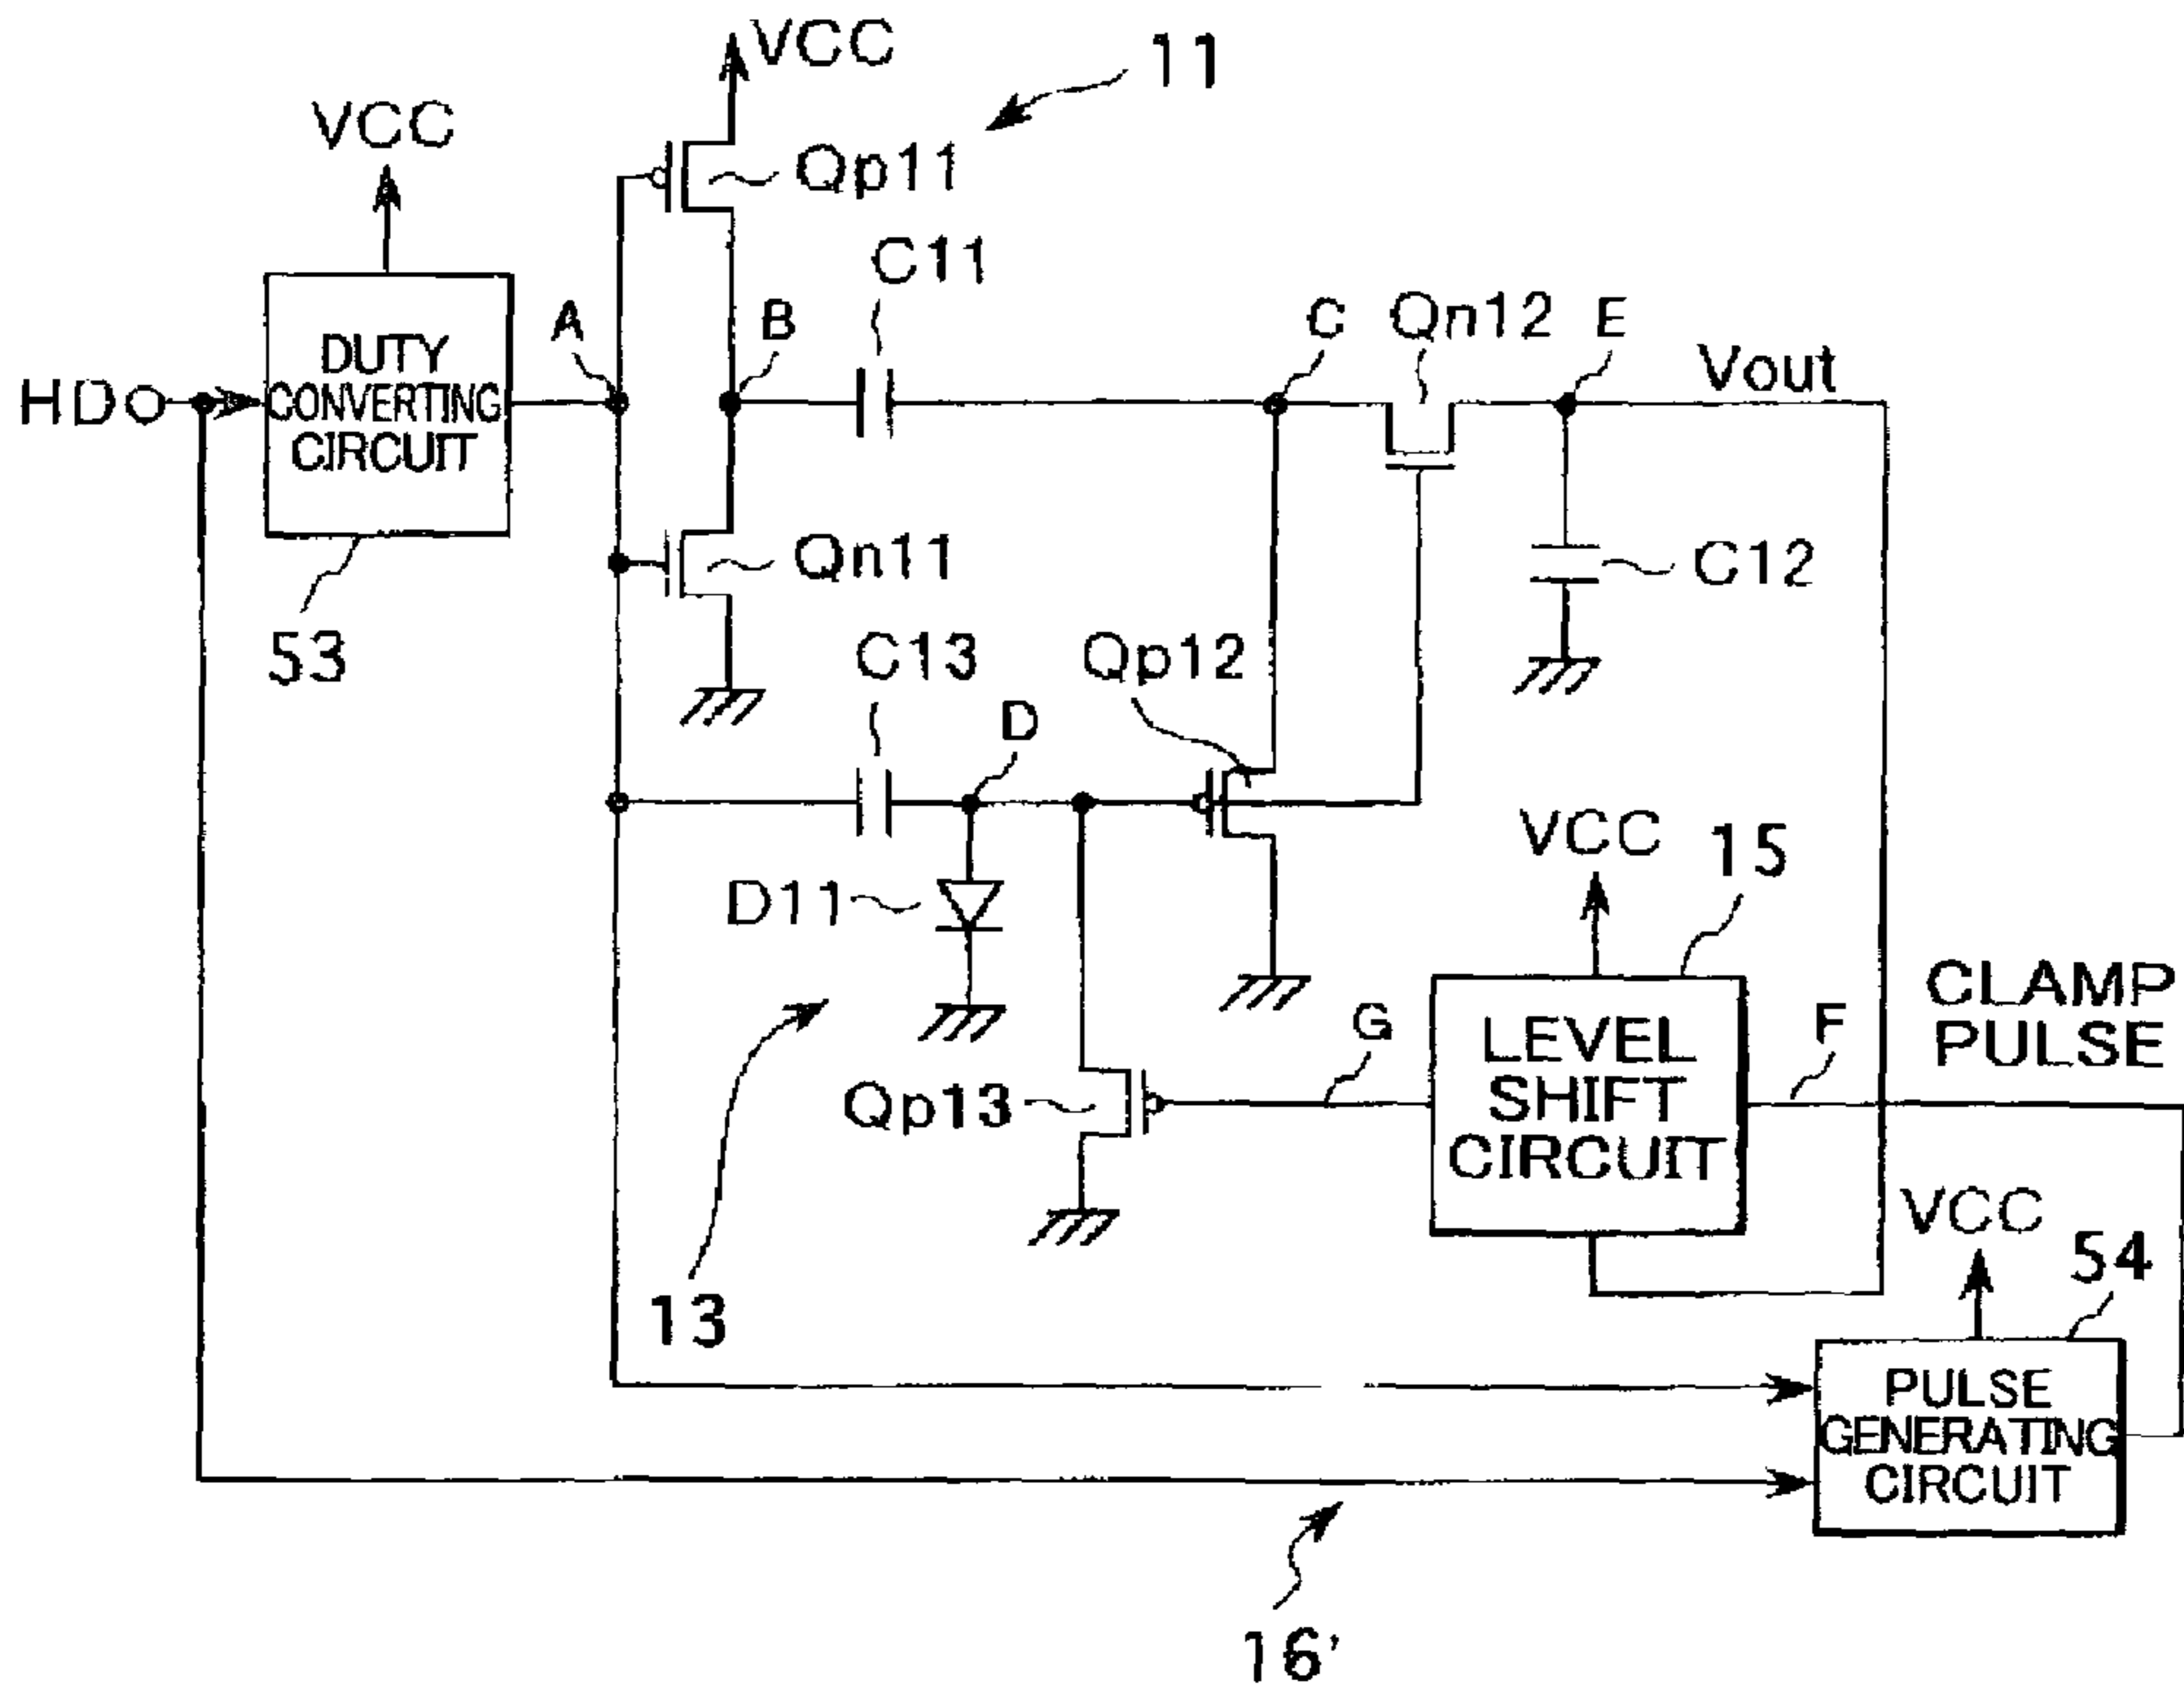 VCC
11
VCC
Qp11
C11
A
B
C
Qn12
E
Vout
HD
DUTY
CONVERTING
CIRCUIT
Qn11
C12
53
C13
Qp12
D
VCC
15
D11
CLAMP
PULSE
G
F
LEVEL
SHIFT
CIRCUIT
Qp13
VCC
54
13
PULSE
GENERATING
CIRCUIT
16'